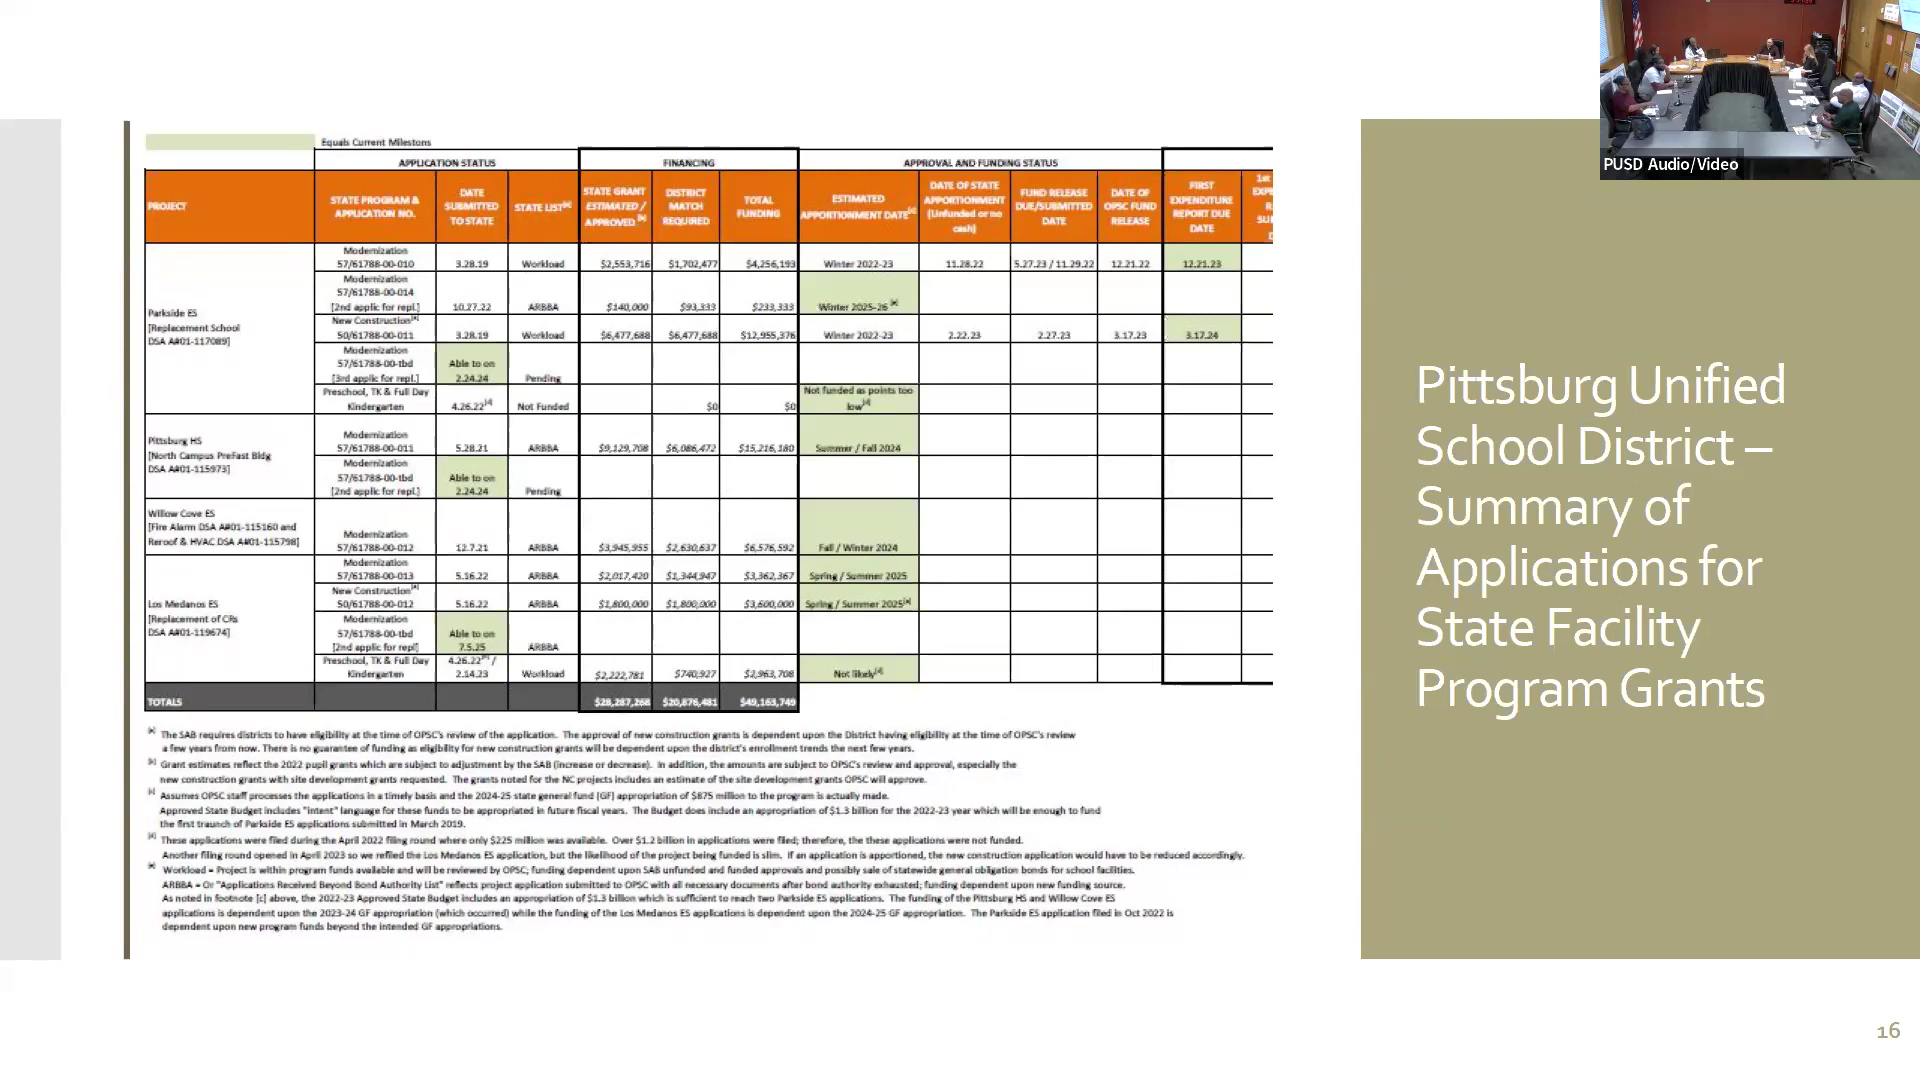 PUSD Audio/Video
Equals Current Milestons
APPLICATION STATUS FINANCING APPROVAL AND FUNDING STATUS
PROJECT
STATE PROGRAM &
APPLICATION NO.
DATE
SUBMITTED
TO STATE
STATE LIST[e]
STATE GRANT
ESTIMATED /
APPROVED [b]
DISTRICT
MATCH
REQUIRED
TOTAL
FUNDING
ESTIMATED
APPORTIONMENT DATE[c]
DATE OF STATE
APPORTIONMENT
(Unfunded or no
cash)
FUND RELEASE
DUE/SUBMITTED
DATE
DATE OF
OPSC FUND
RELEASE
FIRST
EXPENDITURE
REPORT DUE
DATE
Parkside ES
[Replacement School
DSA A#01-117089]
Modernization
57/61788-00-010 3.28.19 Workload $2,553,716 $1,702,477 $4,256,193 Winter 2022-23 11.28.22 5.27.23 / 11.29.22 12.21.22 12.21.23
Modernization
57/61788-00-014
[2nd applic for repl.] 10.27.22 ARBBA $140,000 $93,333 $233,333 Winter 2025-26 [e]
New Construction[a]
50/61788-00-011 3.28.19 Workload $6,477,688 $6,477,688 $12,955,376 Winter 2022-23 2.22.23 2.27.23 3.17.23 3.17.24
Modernization
57/61788-00-tbd Able to on
[3rd applic for repl.] 2.24.24 Pending
Preschool, TK & Full Day Not funded as points too
Kindergarten 4.26.22[d] Not Funded $0 $0 low[d]
Pittsburg HS
[North Campus PreFast Bldg
DSA A#01-115973]
Modernization
57/61788-00-011 5.28.21 ARBBA $9,129,708 $6,086,472 $15,216,180 Summer / Fall 2024
Modernization
57/61788-00-tbd Able to on
[2nd applic for repl.] 2.24.24 Pending
Willow Cove ES
[Fire Alarm DSA A#01-115160 and
Reroof & HVAC DSA A#01-115798]
Modernization
57/61788-00-012 12.7.21 ARBBA $3,945,955 $2,630,637 $6,576,592 Fall / Winter 2024
Los Medanos ES
[Replacement of CRs
DSA A#01-119674]
Modernization
57/61788-00-013 5.16.22 ARBBA $2,017,420 $1,344,947 $3,362,367 Spring / Summer 2025
New Construction[a]
50/61788-00-012 5.16.22 ARBBA $1,800,000 $1,800,000 $3,600,000 Spring / Summer 2025[a]
Modernization
57/61788-00-tbd Able to on
[2nd applic for repl] 7.5.25 ARBBA
Preschool, TK & Full Day 4.26.22[d] /
Kindergarten 2.14.23 Workload $2,222,781 $740,927 $2,963,708 Not likely[d]
TOTALS $28,287,268 $20,876,481 $49,163,749
[a] The SAB requires districts to have eligibility at the time of OPSC's review of the application. The approval of new construction grants is dependent upon the District having eligibility at the time of OPSC's review
a few years from now. There is no guarantee of funding as eligibility for new construction grants will be dependent upon the district's enrollment trends the next few years.
[b] Grant estimates reflect the 2022 pupil grants which are subject to adjustment by the SAB (increase or decrease). In addition, the amounts are subject to OPSC's review and approval, especially the
new construction grants with site development grants requested. The grants noted for the NC projects includes an estimate of the site development grants OPSC will approve.
[c] Assumes OPSC staff processes the applications in a timely basis and the 2024-25 state general fund (GF) appropriation of $875 million to the program is actually made.
Approved State Budget includes "intent" language for these funds to be appropriated in future fiscal years. The Budget does include an appropriation of $1.3 billion for the 2022-23 year which will be enough to fund
the first traunch of Parkside ES applications submitted in March 2019.
[d] These applications were filed during the April 2022 filing round where only $225 million was available. Over $1.2 billion in applications were filed; therefore, the these applications were not funded.
Another filing round opened in April 2023 so we refiled the Los Medanos ES application, but the likelihood of the project being funded is slim. If an application is apportioned, the new construction application would have to be reduced accordingly.
[e] Workload = Project is within program funds available and will be reviewed by OPSC; funding dependent upon SAB unfunded and funded approvals and possibly sale of statewide general obligation bonds for school facilities.
ARBBA = Or "Applications Received Beyond Bond Authority List" reflects project application submitted to OPSC with all necessary documents after bond authority exhausted; funding dependent upon new funding source.
As noted in footnote [c] above, the 2022-23 Approved State Budget includes an appropriation of $1.3 billion which is sufficient to reach two Parkside ES applications. The funding of the Pittsburg HS and Willow Cove ES
applications is dependent upon the 2023-24 GF appropriation (which occurred) while the funding of the Los Medanos ES applications is dependent upon the 2024-25 GF appropriation. The Parkside ES application filed in Oct 2022 is
dependent upon new program funds beyond the intended GF appropriations.
Pittsburg Unified
School District –
Summary of
Applications for
State Facility
Program Grants
16